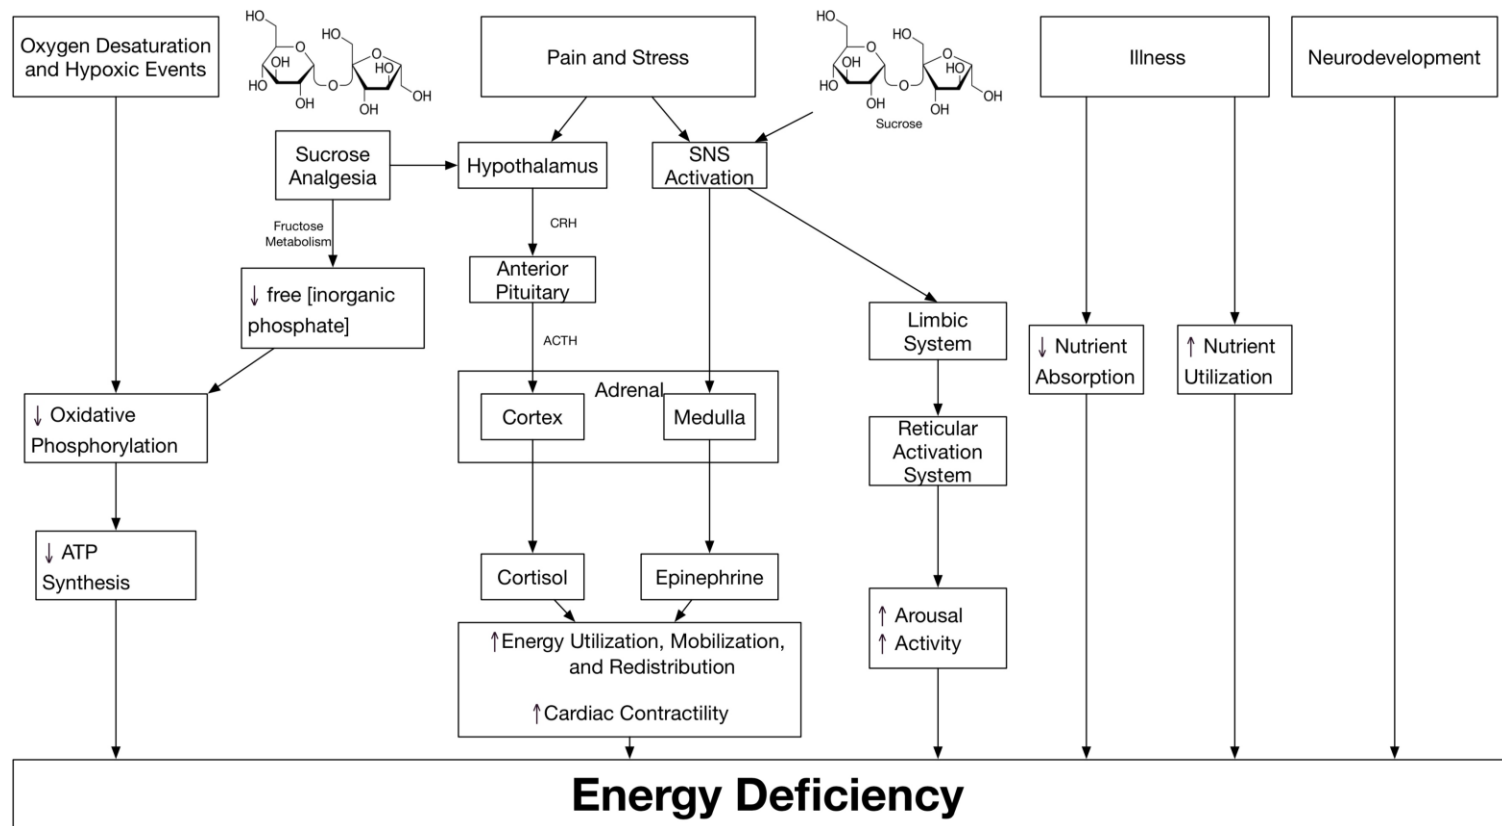 Oxygen Desaturation
and Hypoxic Events
HO
O
OH
HO
OH
O
HO
O
HO
OH
OH
Pain and Stress
HO
O
OH
HO
OH
O
HO
O
HO
OH
OH
Sucrose
Illness
Neurodevelopment
Sucrose
Analgesia
Hypothalamus
SNS
Activation
Fructose
Metabolism
CRH
↓ free [inorganic
phosphate]
Anterior
Pituitary
ACTH
Limbic
System
↓ Nutrient
Absorption
↑ Nutrient
Utilization
↓ Oxidative
Phosphorylation
Adrenal
Cortex
Medulla
Reticular
Activation
System
↓ ATP
Synthesis
Cortisol
Epinephrine
↑ Arousal
↑ Activity
↑Energy Utilization, Mobilization,
and Redistribution
↑Cardiac Contractility
Energy Deficiency